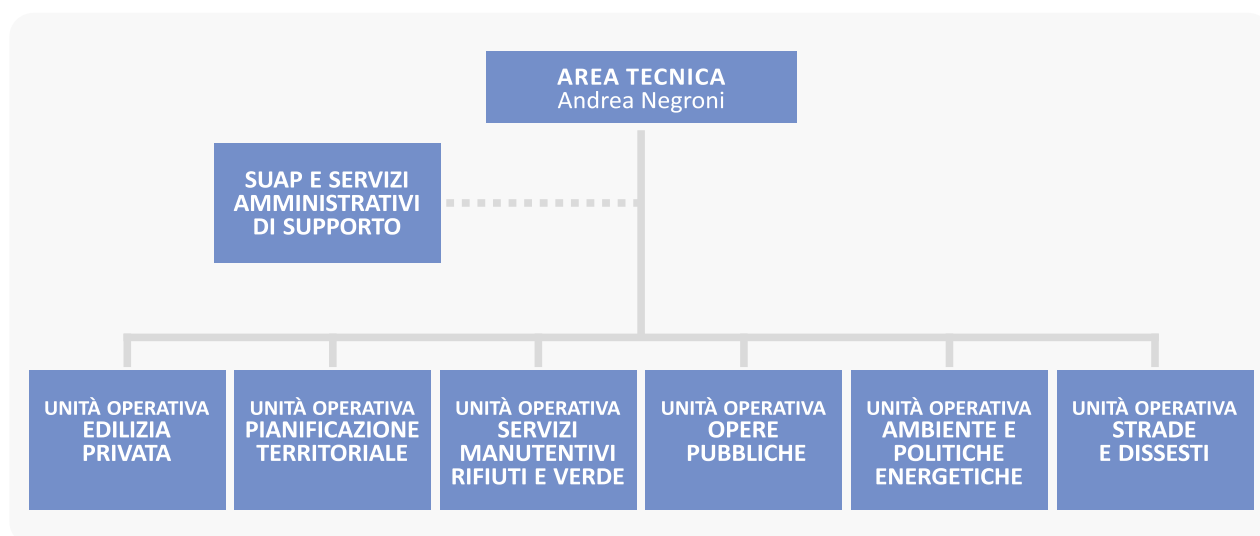 AREA TECNICA
Andrea Negroni
SUAP E SERVIZI
AMMINISTRATIVI
DI SUPPORTO
UNITÀ OPERATIVA
EDILIZIA
PRIVATA
UNITÀ OPERATIVA
PIANIFICAZIONE
TERRITORIALE
UNITÀ OPERATIVA
SERVIZI
MANUTENTIVI
RIFIUTI E VERDE
UNITÀ OPERATIVA
OPERE
PUBBLICHE
UNITÀ OPERATIVA
AMBIENTE E
POLITICHE
ENERGETICHE
UNITÀ OPERATIVA
STRADE
E DISSESTI